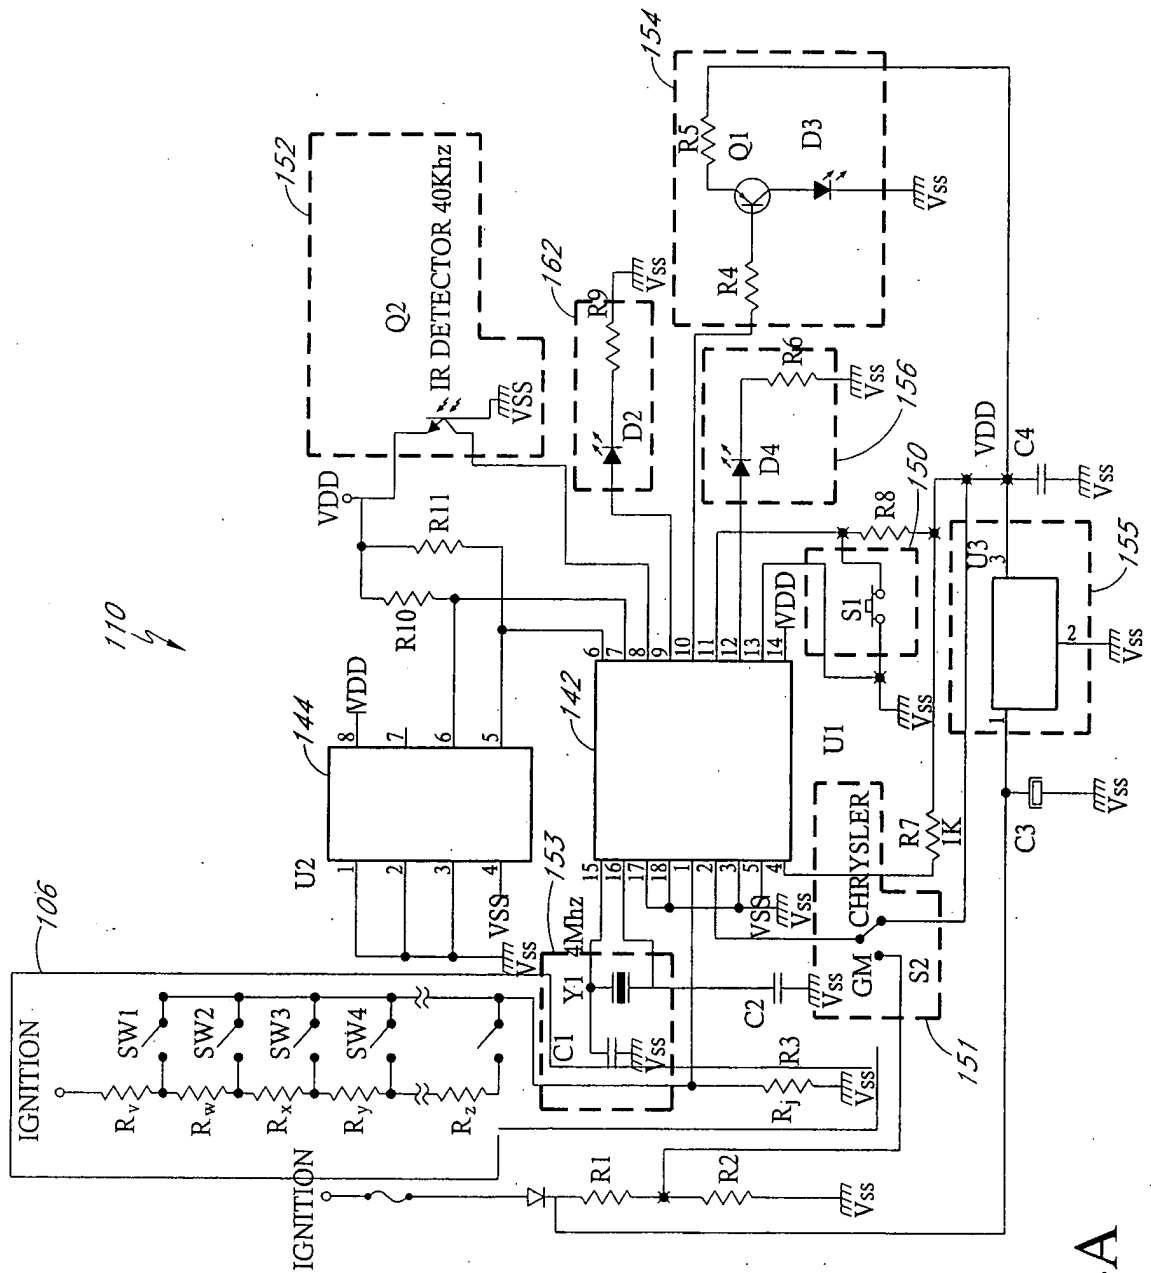 110
106
IGNITION
SW1
SW2
SW3
SW4
Rv
Rw
Rx
Ry
Rz
IGNITION
R1
R2
Vss
U2
144
1
2
3
4
VSS
Vss
8
7
6
5
VDD
VDD
R10
R11
152
Q2
IR DETECTOR 40Khz
VSS
153
4Mhz
Y1
C1
Vss
C2
Vss
Rj
R3
Vss
142
15
16
17
18
1
2
3
5
4
VSS
Vss
6
7
8
9
10
11
12
13
14
VDD
U1
162
D2
R9
Vss
154
R5
Q1
D3
R4
Vss
156
D4
R6
Vss
150
S1
R8
Vss
CHRYSLER
GM
S2
151
R7
1K
VDD
C4
Vss
155
U3
3
2
1
Vss
C3
Vss
A